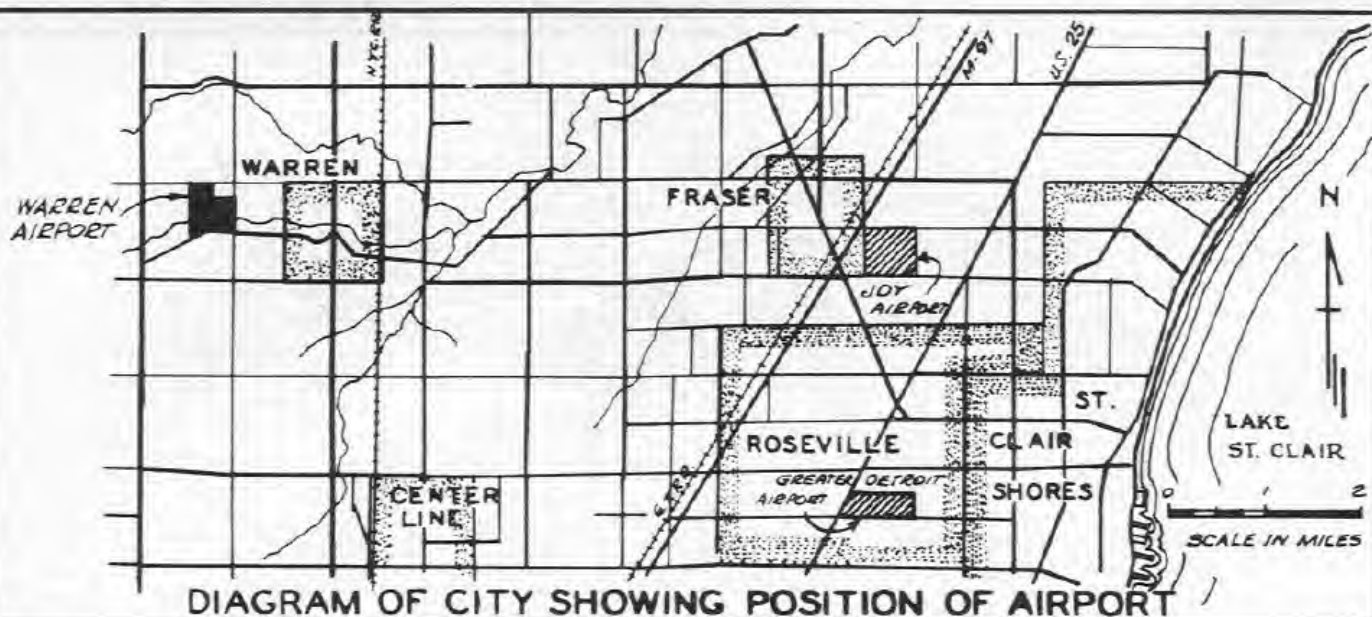 M-97
U.S. 25
WARREN
WARREN
AIRPORT
FRASER
N
JOY
AIRPORT
ST.
ROSEVILLE
CLAIR
SHORES
LAKE
ST. CLAIR
GREATER DETROIT
AIRPORT
CENTER
LINE
0 1 2
SCALE IN MILES
DIAGRAM OF CITY SHOWING POSITION OF AIRPORT